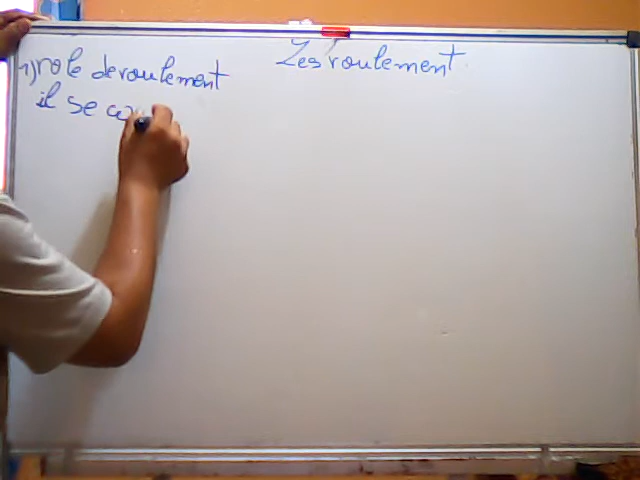 Les roulement
1) role de roulement
il se